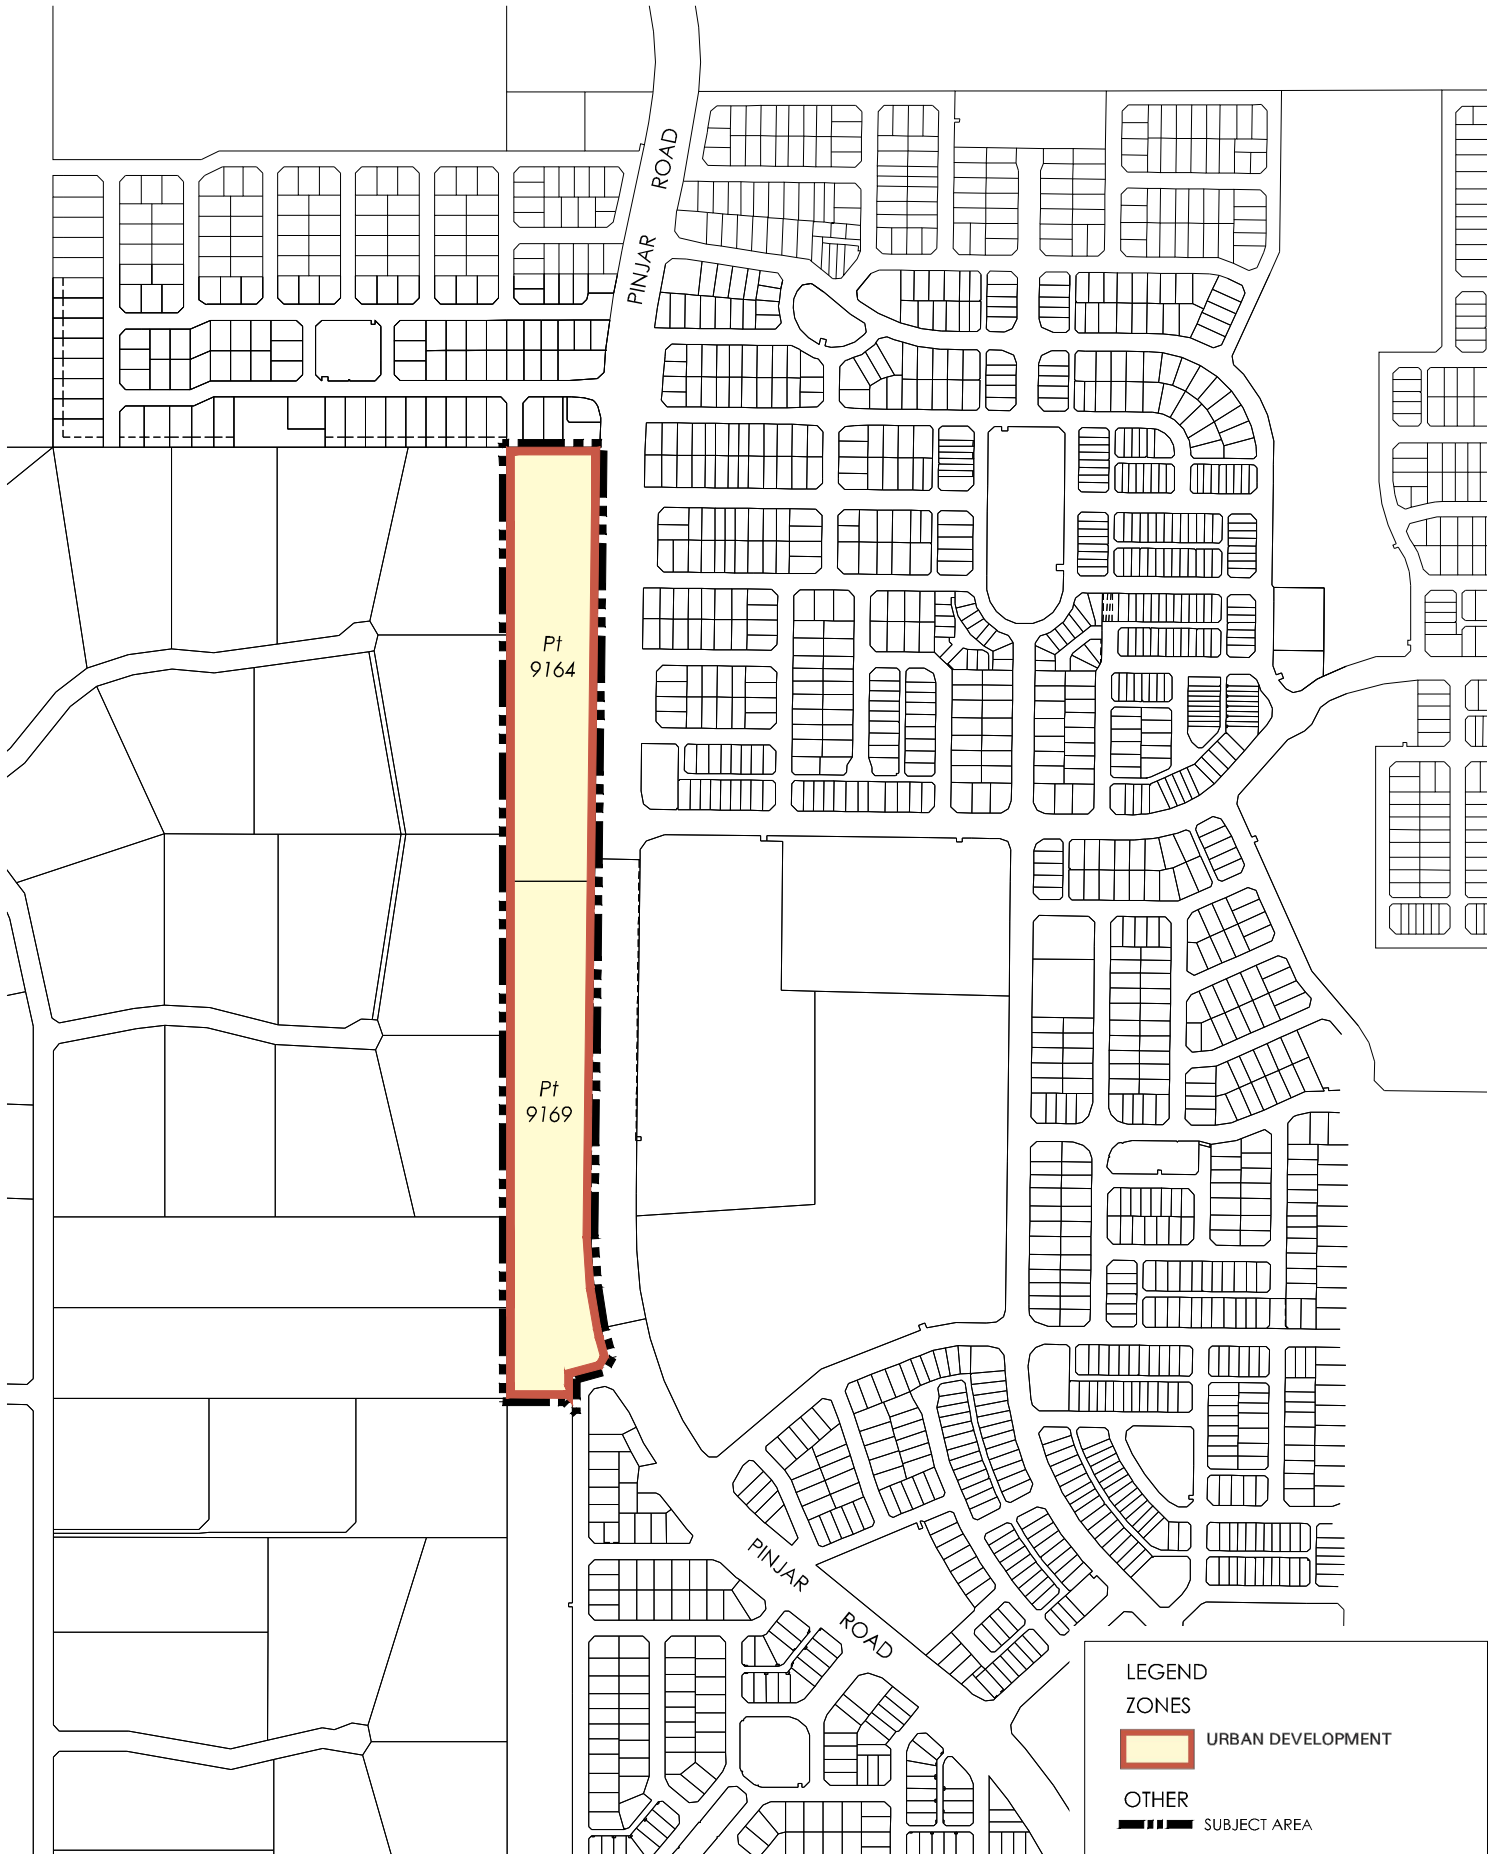 PINJAR ROAD
Pt
9164
Pt
9169
PINJAR ROAD
LEGEND
ZONES
URBAN DEVELOPMENT
OTHER
SUBJECT AREA